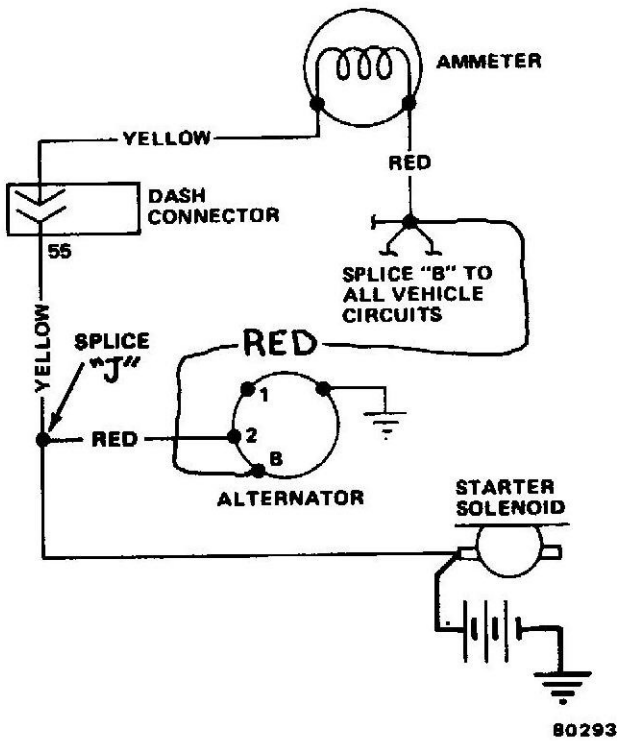 AMMETER
YELLOW
RED
DASH
CONNECTOR
55
SPLICE "B" TO
ALL VEHICLE
CIRCUITS
YELLOW
SPLICE
"J"
RED
1
2
RED
B
ALTERNATOR
STARTER
SOLENOID
80293